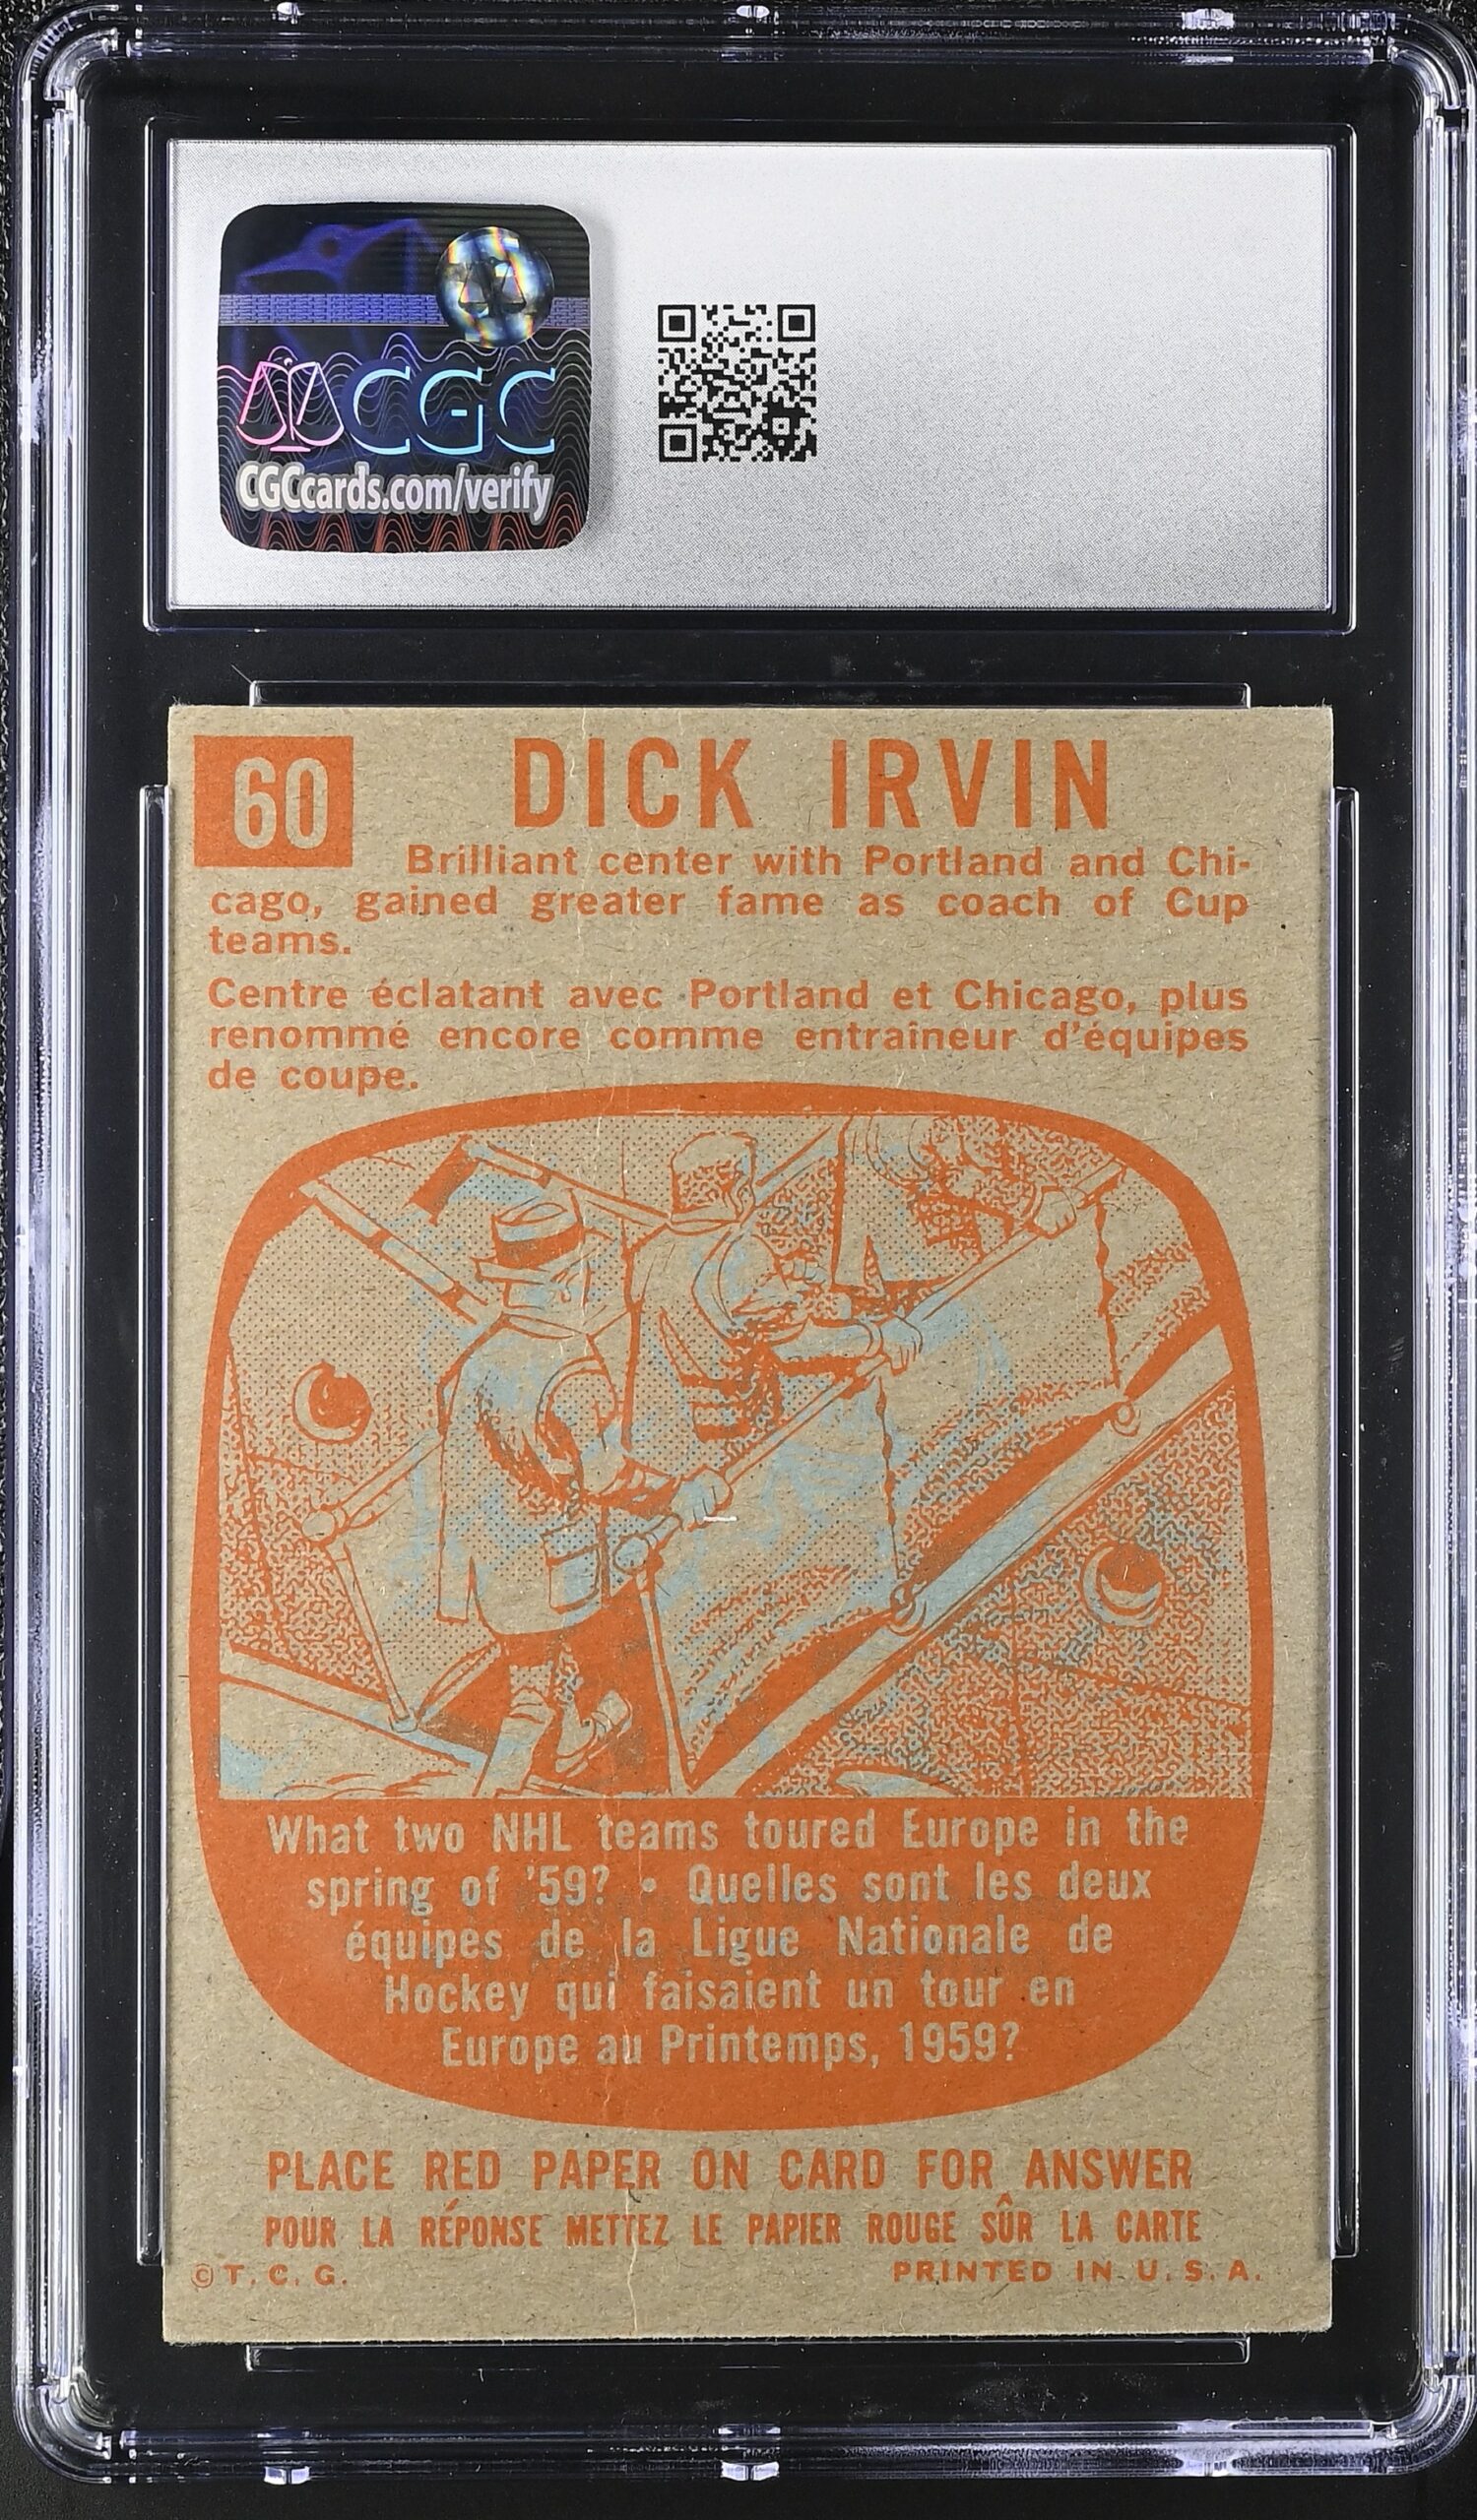 CGC
CGCcards.com/verify
60
DICK IRVIN
Brilliant center with Portland and Chi-
cago, gained greater fame as coach of Cup
teams.
Centre éclatant avec Portland et Chicago, plus
renommé encore comme entraîneur d'équipes
de coupe.
What two NHL teams toured Europe in the
spring of '59? • Quelles sont les deux
équipes de la Ligue Nationale de
Hockey qui faisaient un tour en
Europe au Printemps, 1959?
PLACE RED PAPER ON CARD FOR ANSWER
POUR LA RÉPONSE METTEZ LE PAPIER ROUGE SÛR LA CARTE
©T. C. G.
PRINTED IN U. S. A.